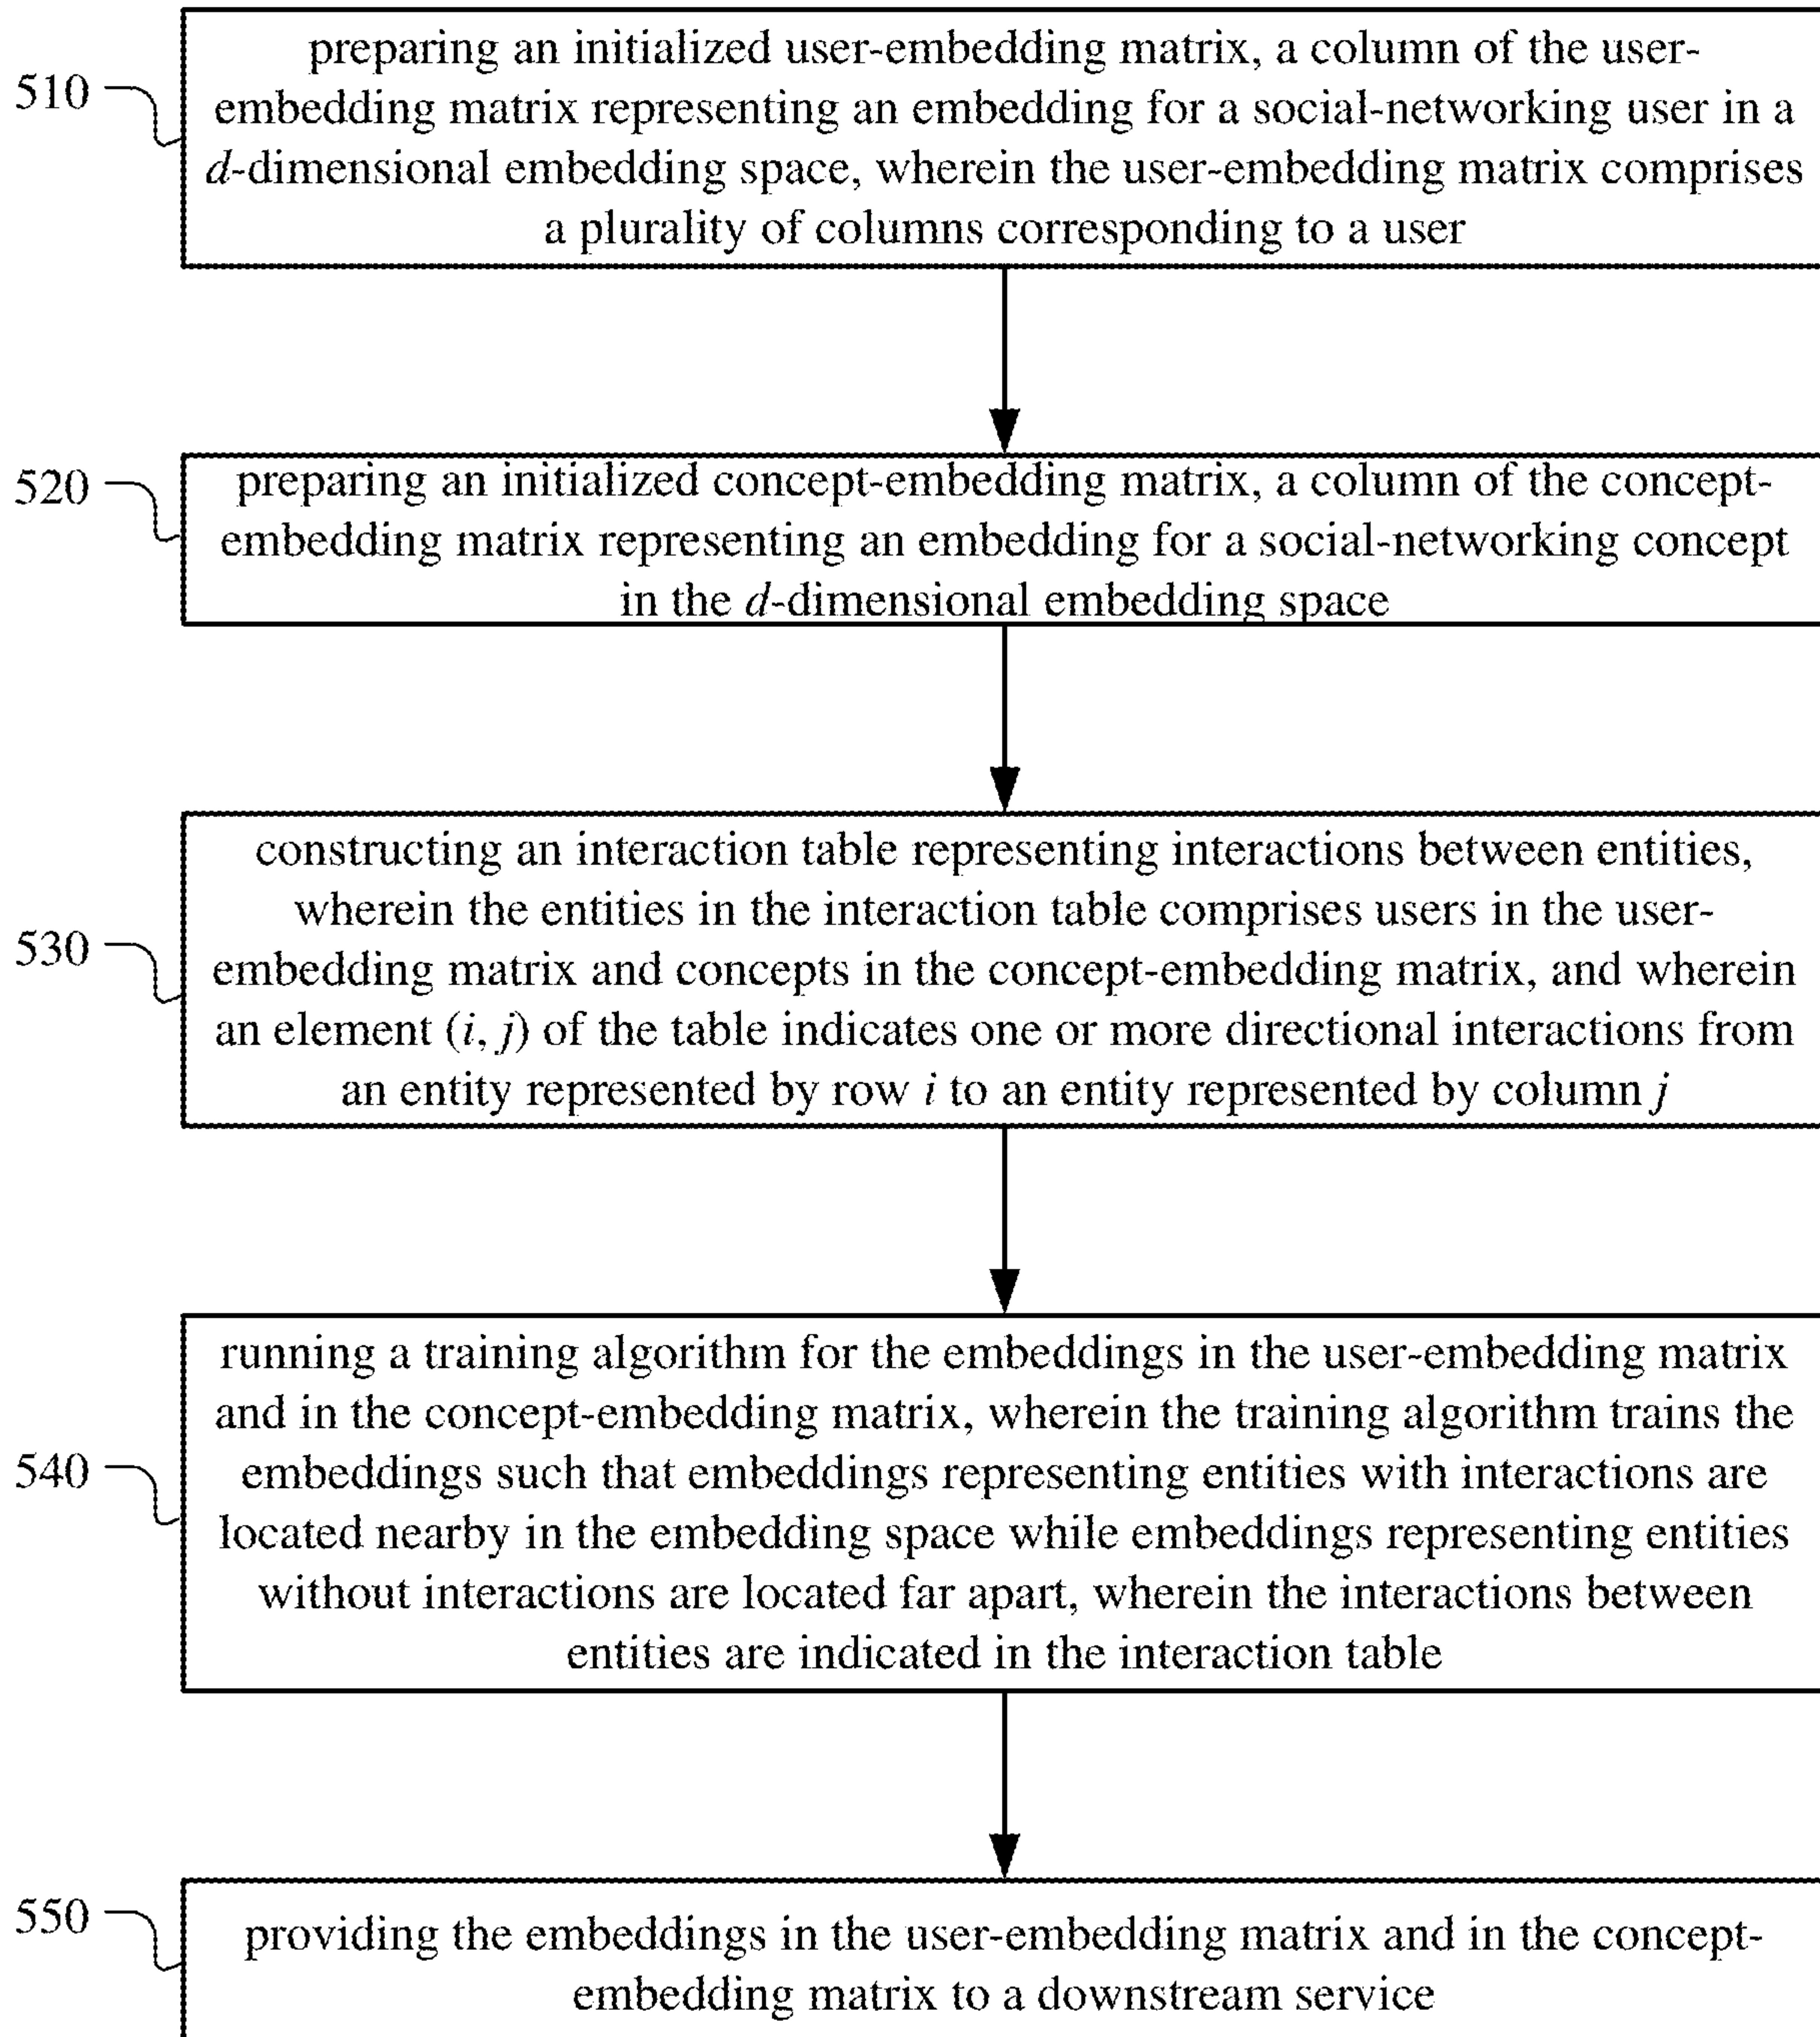 510
preparing an initialized user-embedding matrix, a column of the user-
embedding matrix representing an embedding for a social-networking user in a
d-dimensional embedding space, wherein the user-embedding matrix comprises
a plurality of columns corresponding to a user
520
preparing an initialized concept-embedding matrix, a column of the concept-
embedding matrix representing an embedding for a social-networking concept
in the d-dimensional embedding space
530
constructing an interaction table representing interactions between entities,
wherein the entities in the interaction table comprises users in the user-
embedding matrix and concepts in the concept-embedding matrix, and wherein
an element (i, j) of the table indicates one or more directional interactions from
an entity represented by row i to an entity represented by column j
540
running a training algorithm for the embeddings in the user-embedding matrix
and in the concept-embedding matrix, wherein the training algorithm trains the
embeddings such that embeddings representing entities with interactions are
located nearby in the embedding space while embeddings representing entities
without interactions are located far apart, wherein the interactions between
entities are indicated in the interaction table
550
providing the embeddings in the user-embedding matrix and in the concept-
embedding matrix to a downstream service